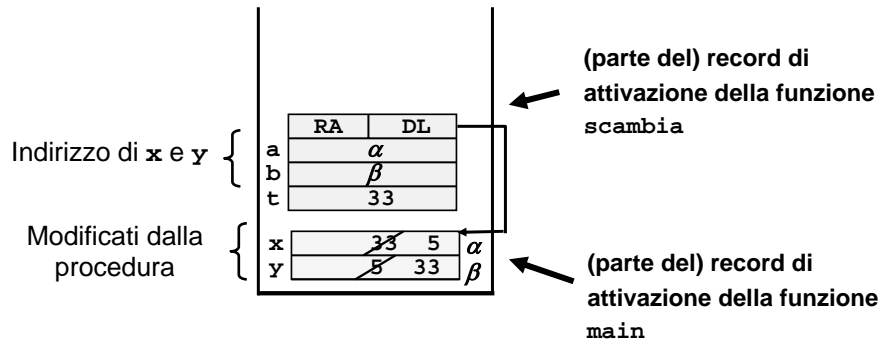 (parte del) record di
attivazione della funzione
scambia
RA DL
Indirizzo di x e y
a α
b β
t 33
Modificati dalla
procedura
x 33 5 α
y 5 33 β
(parte del) record di
attivazione della funzione
main